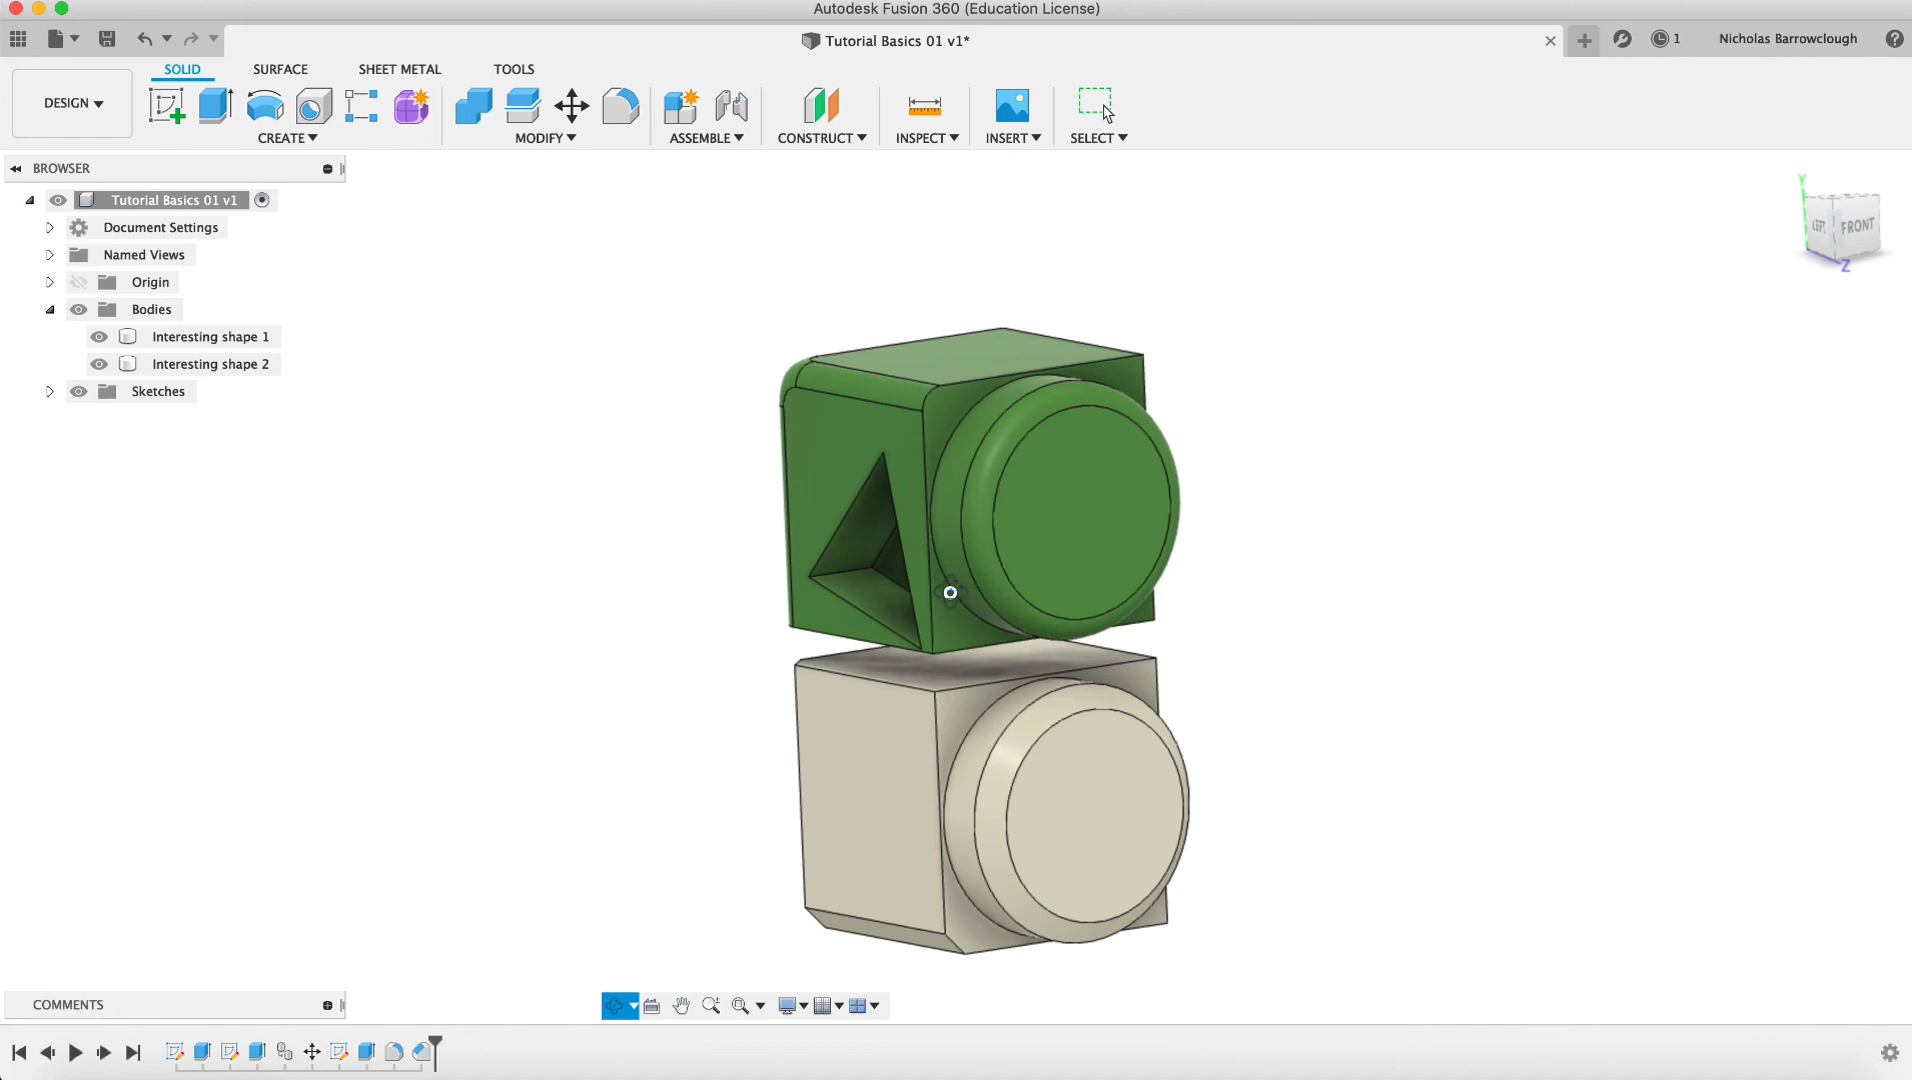 Autodesk Fusion 360 (Education License)
Tutorial Basics 01 v1*
1
Nicholas Barrowclough
DESIGN
SOLID
SURFACE
SHEET METAL
TOOLS
CREATE
MODIFY
ASSEMBLE
CONSTRUCT
INSPECT
INSERT
SELECT
BROWSER
Tutorial Basics 01 v1
Document Settings
Named Views
Origin
Bodies
Interesting shape 1
Interesting shape 2
Sketches
Y
LEFT
FRONT
Z
COMMENTS